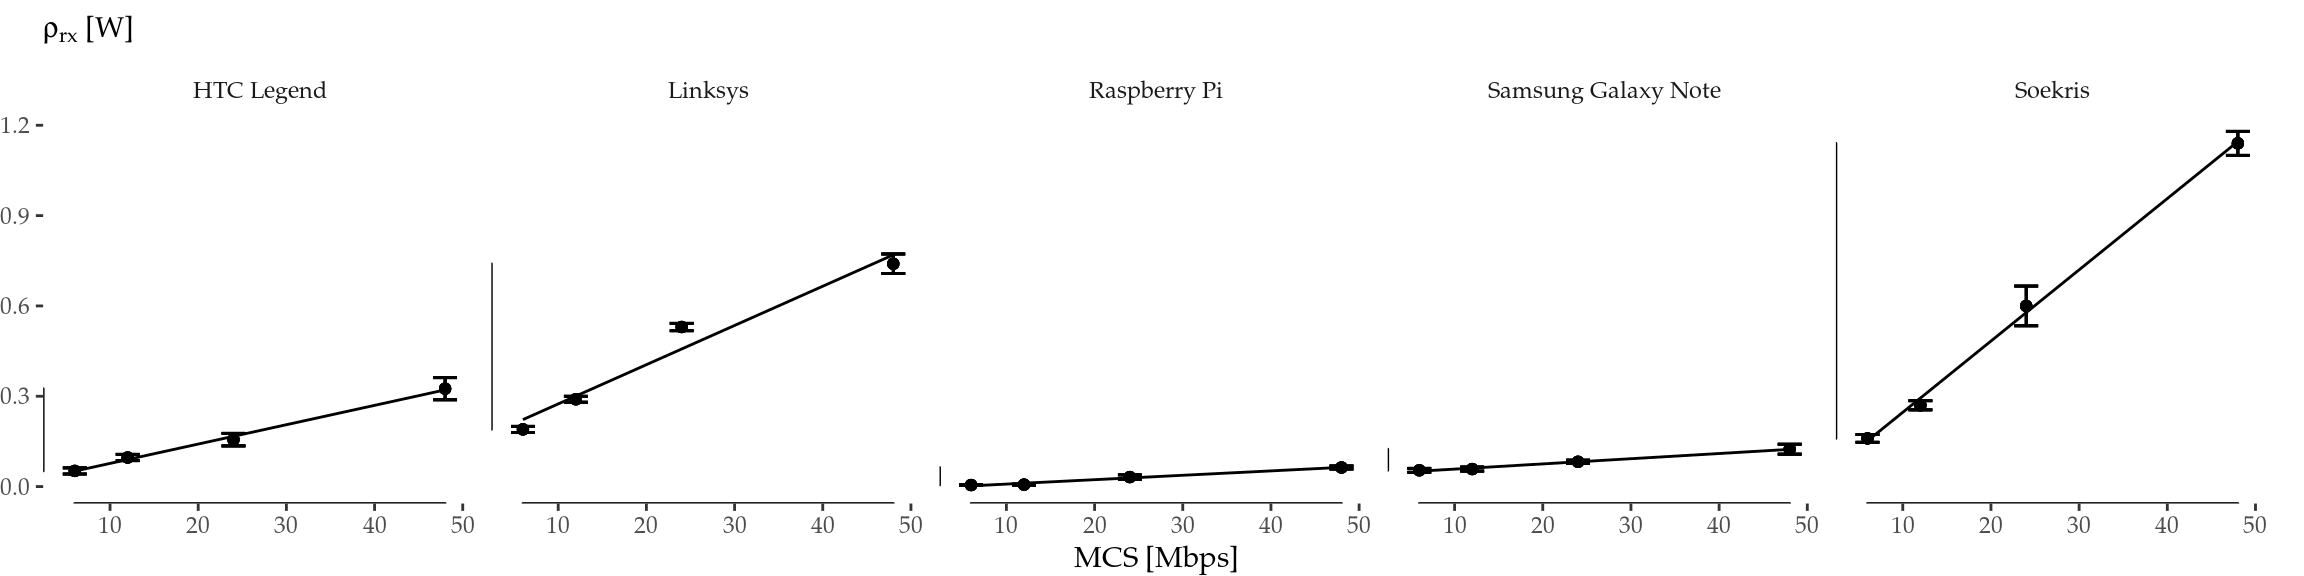 ρrx [W]
HTC Legend Linksys Raspberry Pi Samsung Galaxy Note Soekris
1.2
0.9
0.6
0.3
0.0
10 20 30 40 50 10 20 30 40 50 10 20 30 40 50 10 20 30 40 50 10 20 30 40 50
MCS [Mbps]